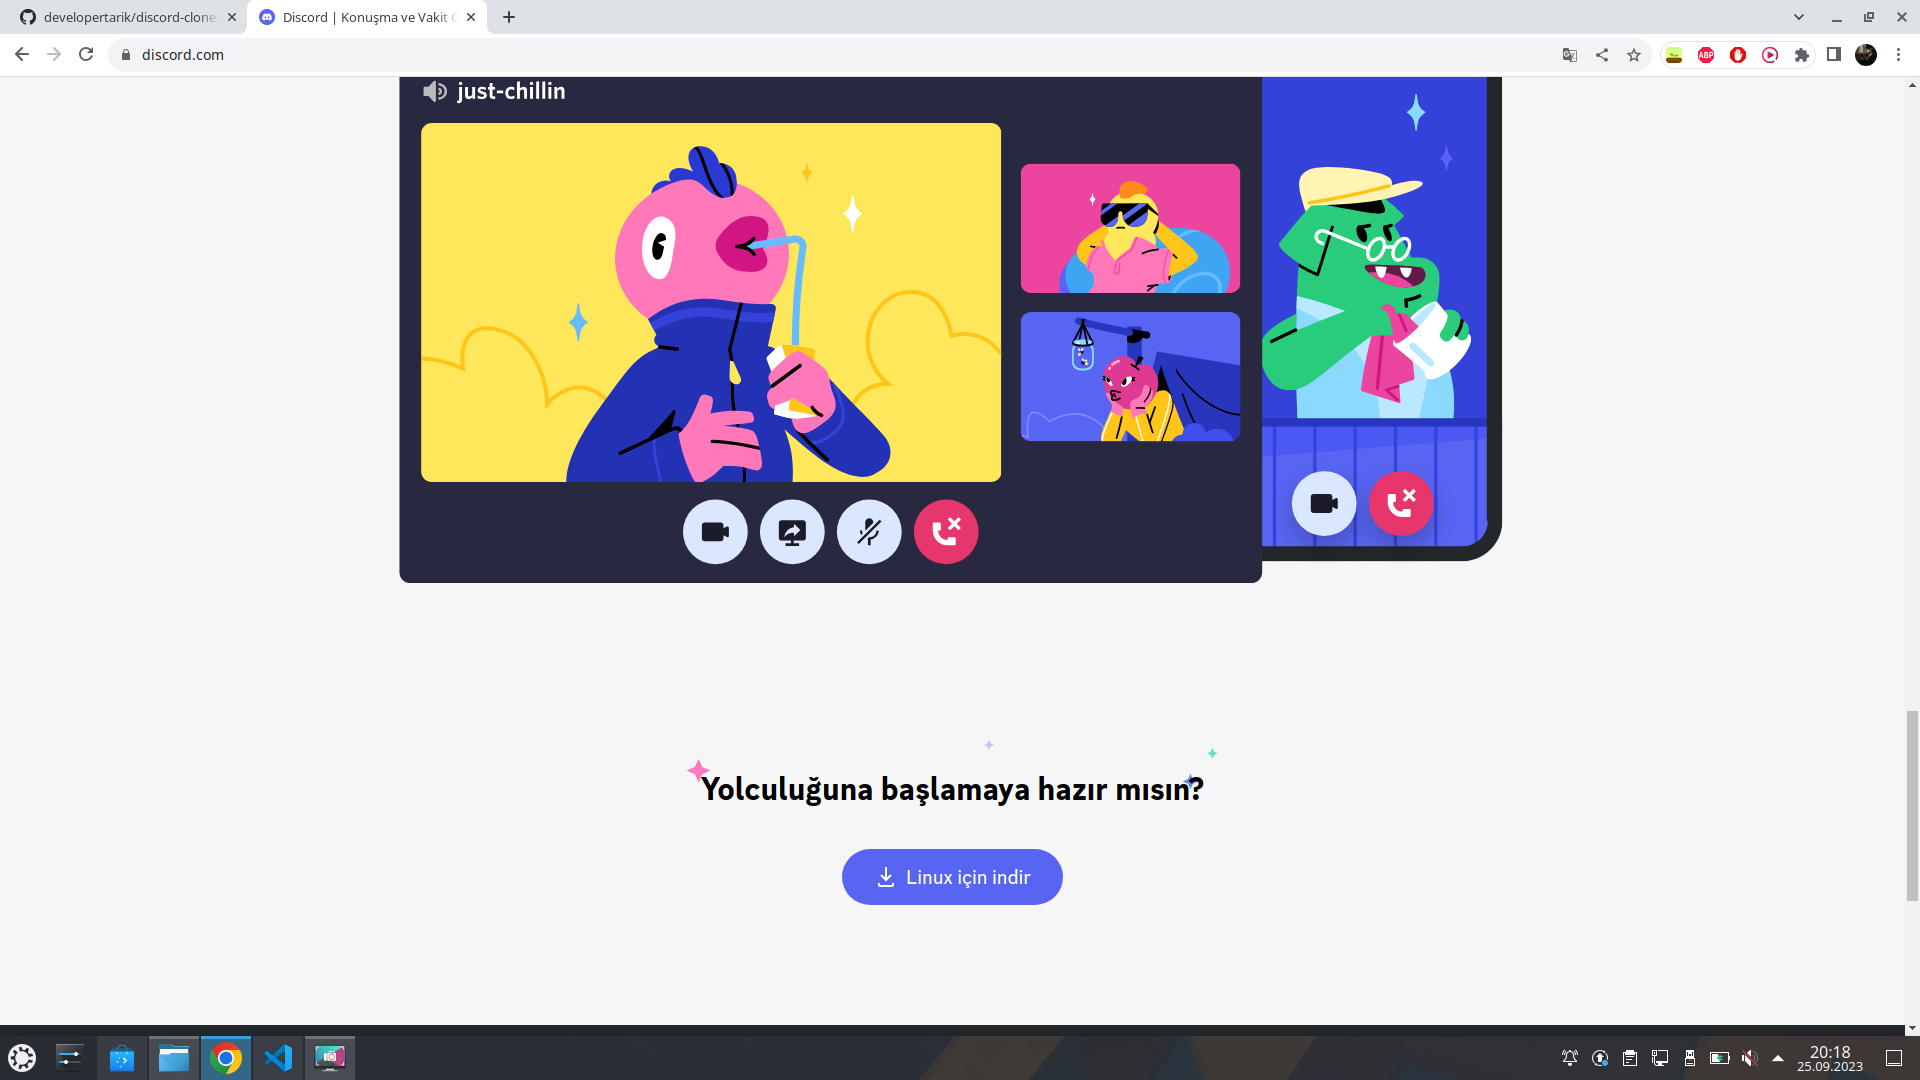 developertarik/discord-clone
Discord | Konuşma ve Vakit G
discord.com
ABP
just-chillin
Yolculuğuna başlamaya hazır mısın?
Linux için indir
20:18
25.09.2023